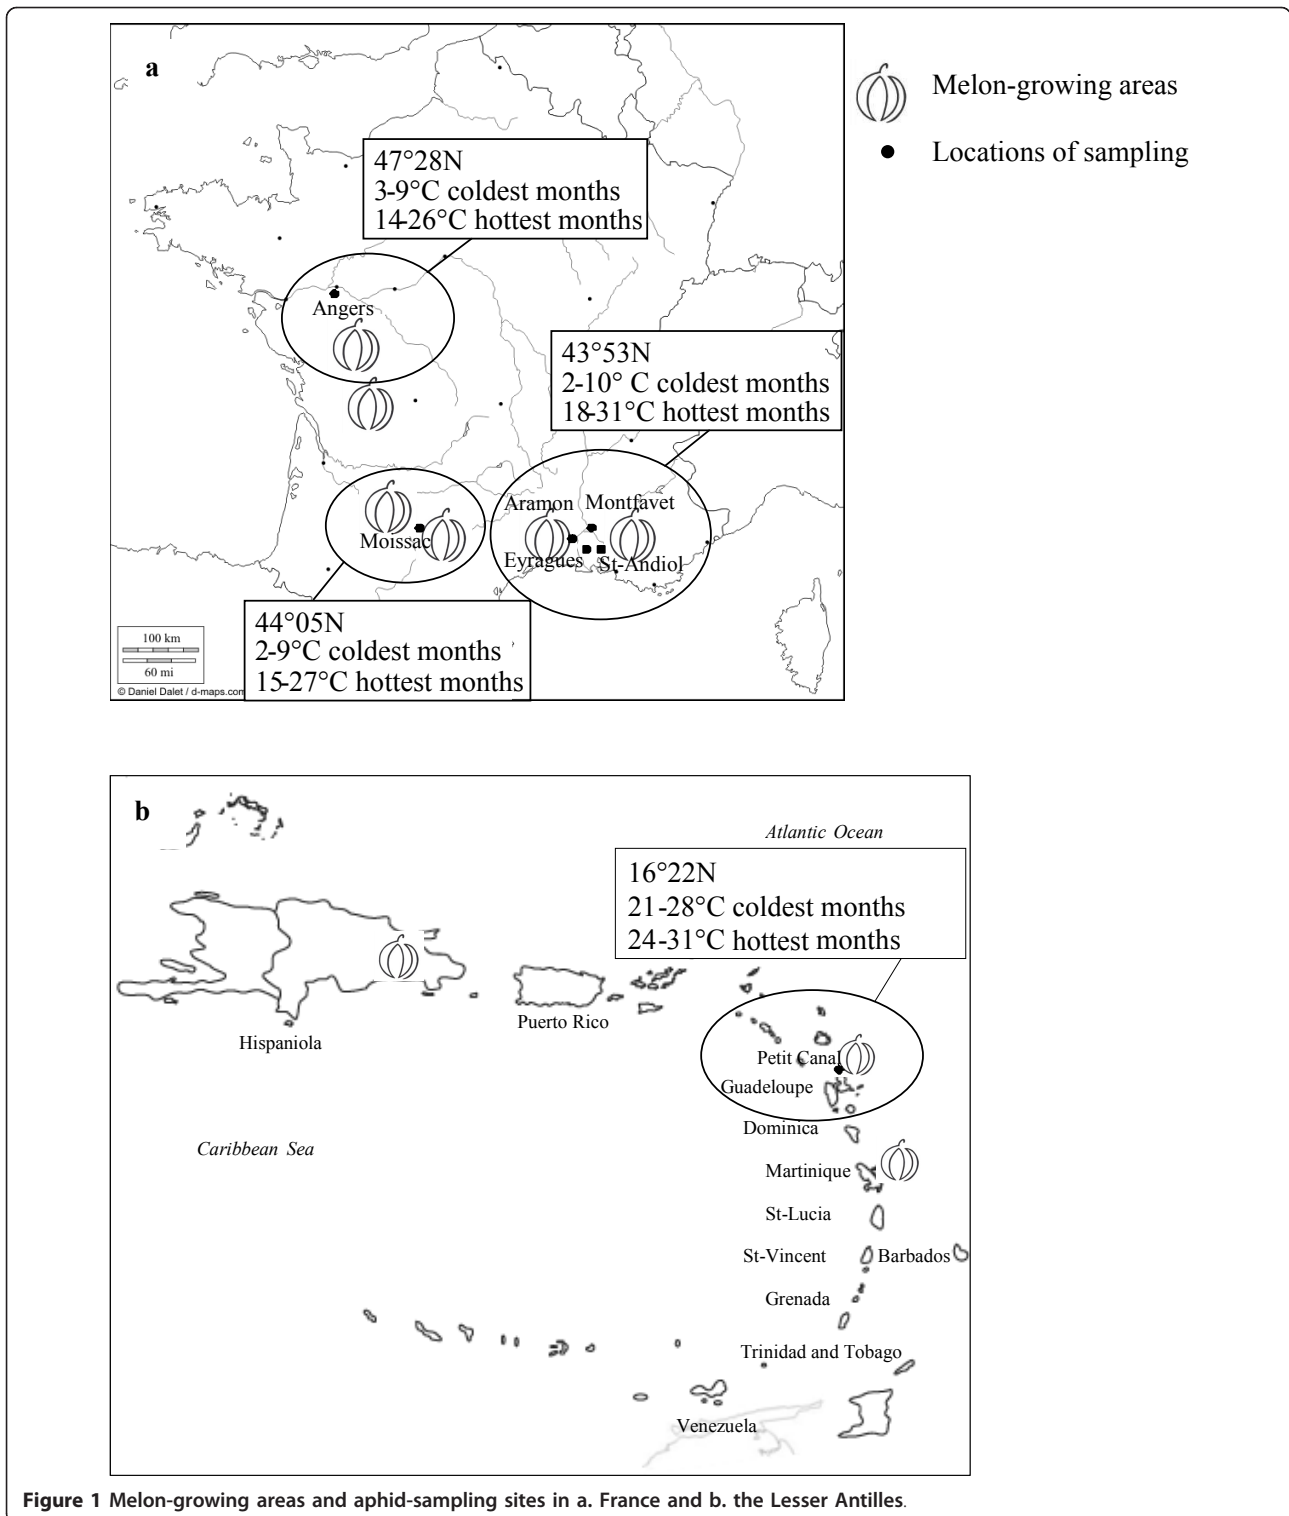 a
Melon-growing areas
Locations of sampling
47°28N
3-9°C coldest months
14-26°C hottest months
Angers
43°53N
2-10° C coldest months
18-31°C hottest months
Aramon
Montfavet
Moissac
Eyragues
St-Andiol
44°05N
2-9°C coldest months
15-27°C hottest months
100 km
60 mi
© Daniel Dalet / d-maps.com
b
Atlantic Ocean
16°22N
21-28°C coldest months
24-31°C hottest months
Puerto Rico
Hispaniola
Petit Canal
Guadeloupe
Dominica
Caribbean Sea
Martinique
St-Lucia
St-Vincent
Barbados
Grenada
Trinidad and Tobago
Venezuela
Figure 1 Melon-growing areas and aphid-sampling sites in a. France and b. the Lesser Antilles.